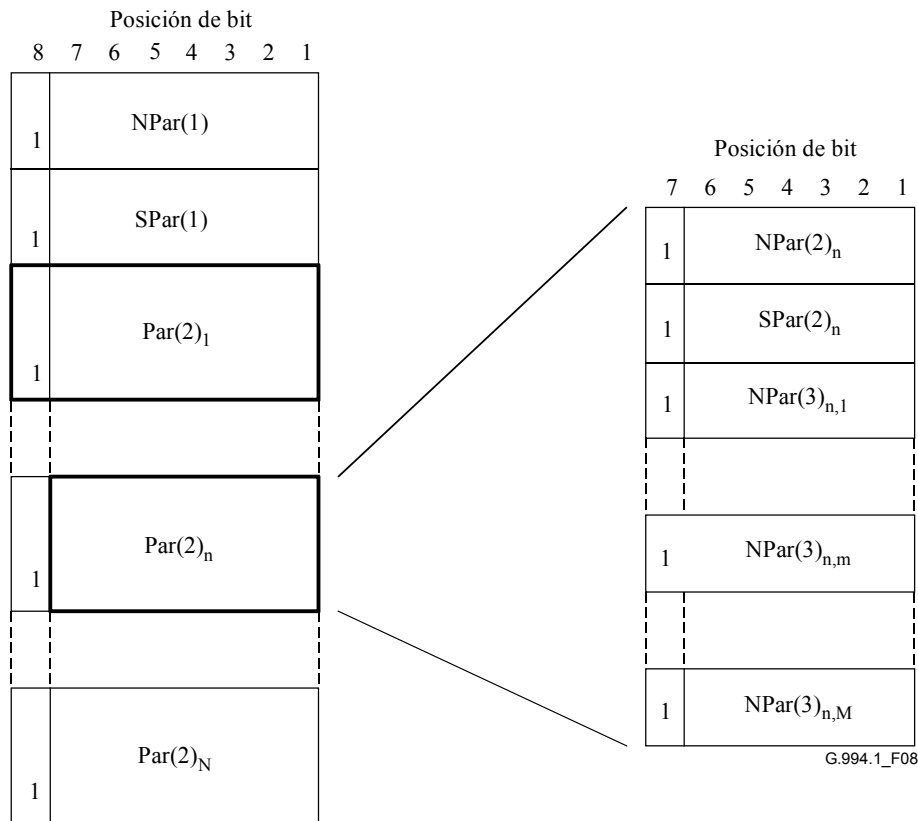 Posición de bit
8 7 6 5 4 3 2 1
NPar(1)
1
SPar(1)
1
Par(2)1
1
Par(2)n
1
Par(2)N
1
Posición de bit
7 6 5 4 3 2 1
1 NPar(2)n
1 SPar(2)n
1 NPar(3)n,1
1 NPar(3)n,m
1 NPar(3)n,M
G.994.1_F08